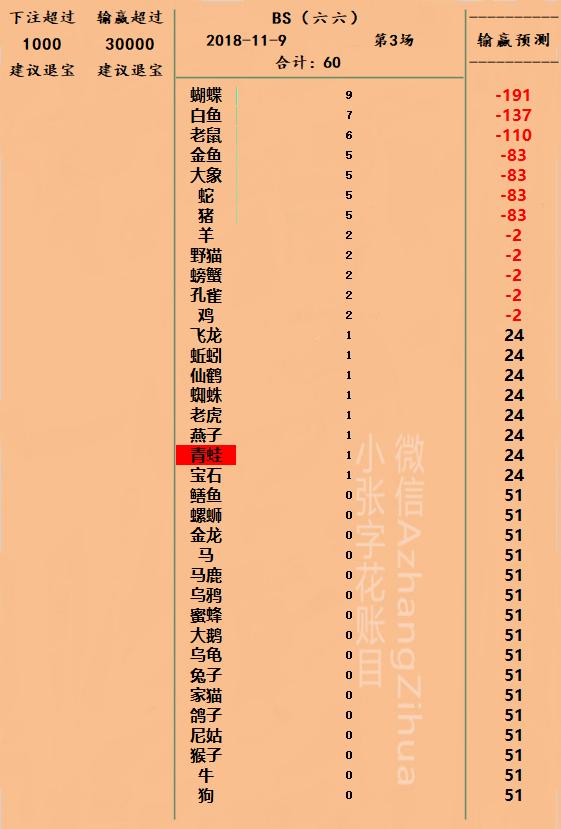 下注超过 输赢超过
1000 30000
建议退宝 建议退宝
BS（六六）
2018-11-9 第3场
合计：60
输赢预测
蝴蝶 9 -191
白鱼 7 -137
老鼠 6 -110
金鱼 5 -83
大象 5 -83
蛇 5 -83
猪 5 -83
羊 2 -2
野猫 2 -2
螃蟹 2 -2
孔雀 2 -2
鸡 2 -2
飞龙 1 24
蚯蚓 1 24
仙鹤 1 24
蜘蛛 1 24
老虎 1 24
燕子 1 24
青蛙 1 24
宝石 1 24
鳝鱼 0 51
螺蛳 0 51
金龙 0 51
马 0 51
马鹿 0 51
乌鸦 0 51
蜜蜂 0 51
大鹅 0 51
乌龟 0 51
兔子 0 51
家猫 0 51
鸽子 0 51
尼姑 0 51
猴子 0 51
牛 0 51
狗 0 51
微信AzhangZihua
小张字花账目